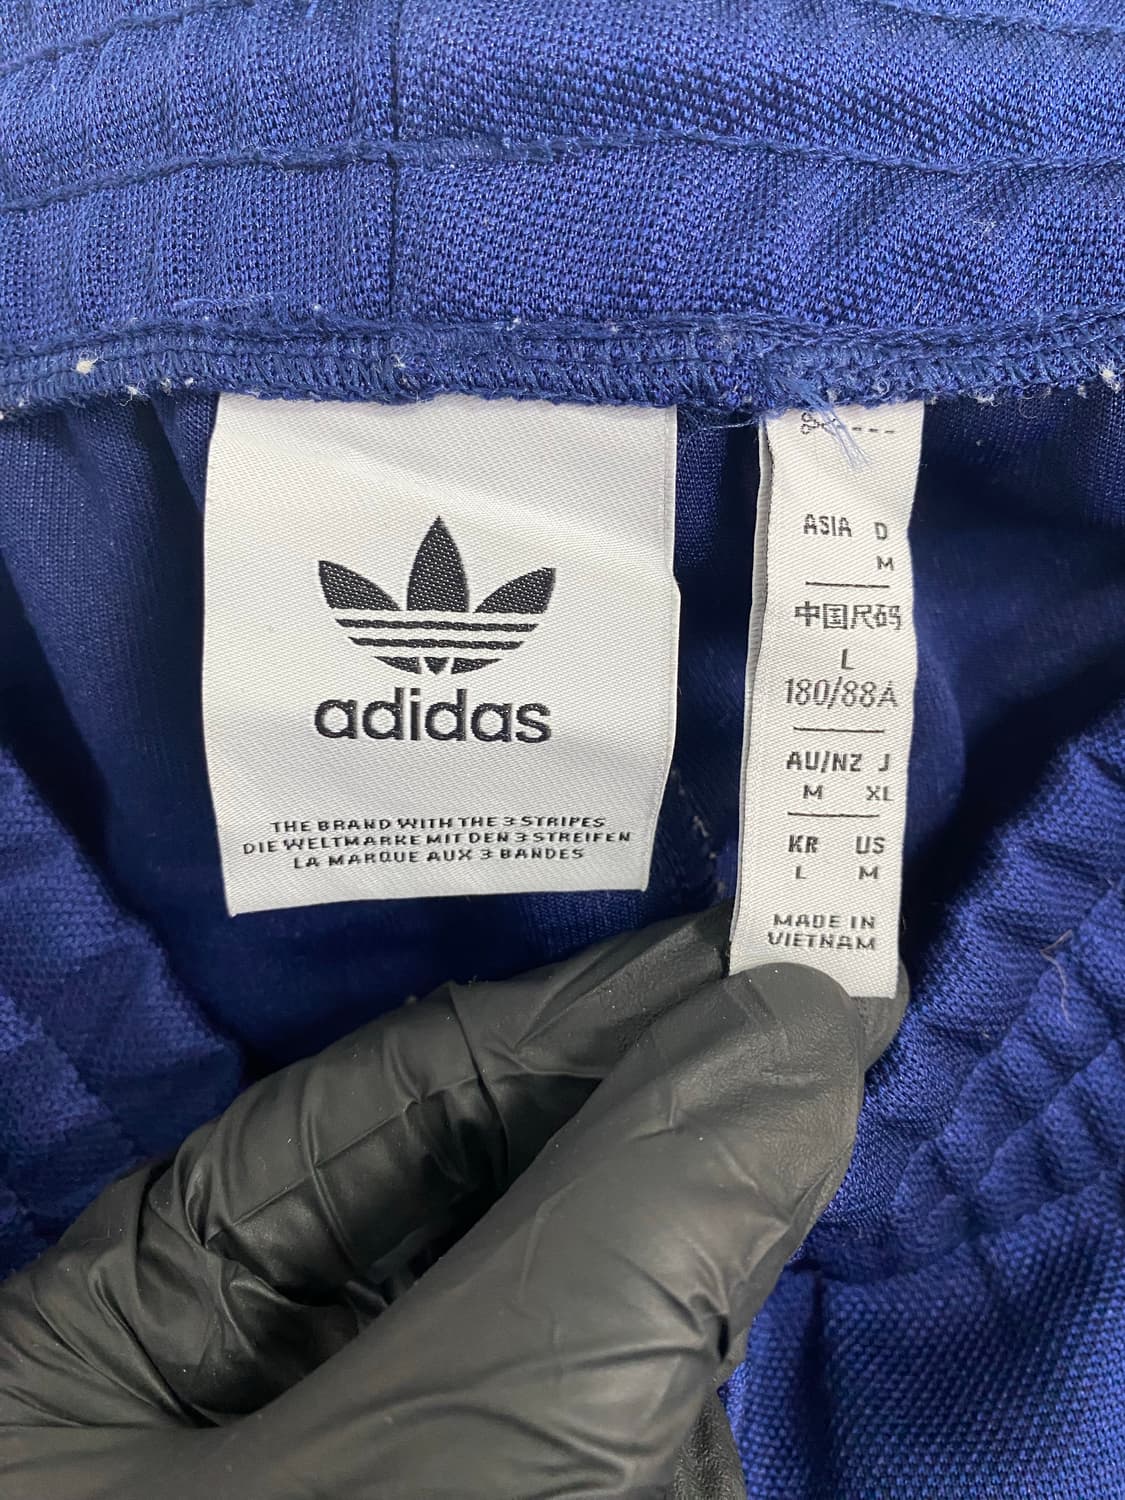 adidas
THE BRAND WITH THE 3 STRIPES
DIE WELTMARKE MIT DEN 3 STREIFEN
LA MARQUE AUX 3 BANDES
ASIA D
M
中国尺码
L
180/88A
AU/NZ J
M XL
KR US
L M
MADE IN
VIETNAM